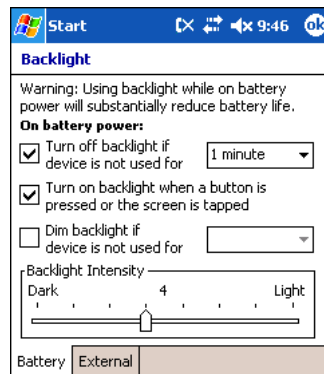 Start 9:46 ok
Backlight
Warning: Using backlight while on battery
power will substantially reduce battery life.
On battery power:
Turn off backlight if
device is not used for 1 minute
Turn on backlight when a button is
pressed or the screen is tapped
Dim backlight if
device is not used for
Backlight Intensity
Dark 4 Light
Battery External